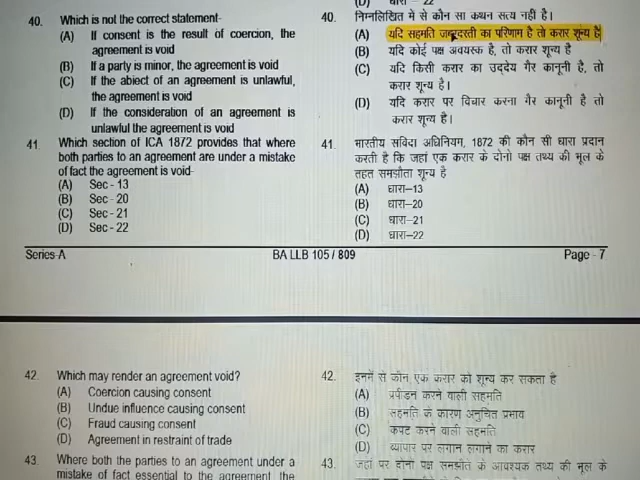 (D) धारा– 22
40. Which is not the correct statement-
(A) If consent is the result of coercion, the
agreement is void
(B) If a party is minor, the agreement is void
(C) If the abiect of an agreement is unlawful,
the agreement is void
(D) If the consideration of an agreement is
unlawful the agreement is void
41. Which section of ICA 1872 provides that where
both parties to an agreement are under a mistake
of fact the agreement is void-
(A) Sec - 13
(B) Sec - 20
(C) Sec - 21
(D) Sec - 22
40. निम्नलिखित में से कौन सा कथन सत्य नहीं है।
(A) यदि सहमति जबरदस्ती का परिणाम है तो करार शून्य है
(B) यदि कोई पक्ष अवयस्क है, तो करार शून्य है
(C) यदि किसी करार का उद्देय गैर कानूनी है, तो
करार शून्य है।
(D) यदि करार पर विचार करना गैर कानूनी है तो
करार शून्य है।
41. भारतीय संविदा अधिनियम, 1872 की कौन सी धारा प्रदान
करती है कि जहां एक करार के दोनो पक्ष तथ्य की भूल के
तहत समझौता शून्य है
(A) धारा–13
(B) धारा–20
(C) धारा–21
(D) धारा–22
Series-A BA LLB 105 / 809 Page - 7
42. Which may render an agreement void?
(A) Coercion causing consent
(B) Undue influence causing consent
(C) Fraud causing consent
(D) Agreement in restraint of trade
43. Where both the parties to an agreement under a
mistake of fact essential to the agreement, the
42. इनमें से कौन एक करार को शून्य कर सकता है
(A) प्रपीडन करने वाली सहमति
(B) सहमति के कारण अनुचित प्रभाव
(C) कपट करने वाली सहमति
(D) व्यापार पर लगान लगाने का करार
43. जहां पर दोनो पक्ष समझौते के आवश्यक तथ्य की भूल के